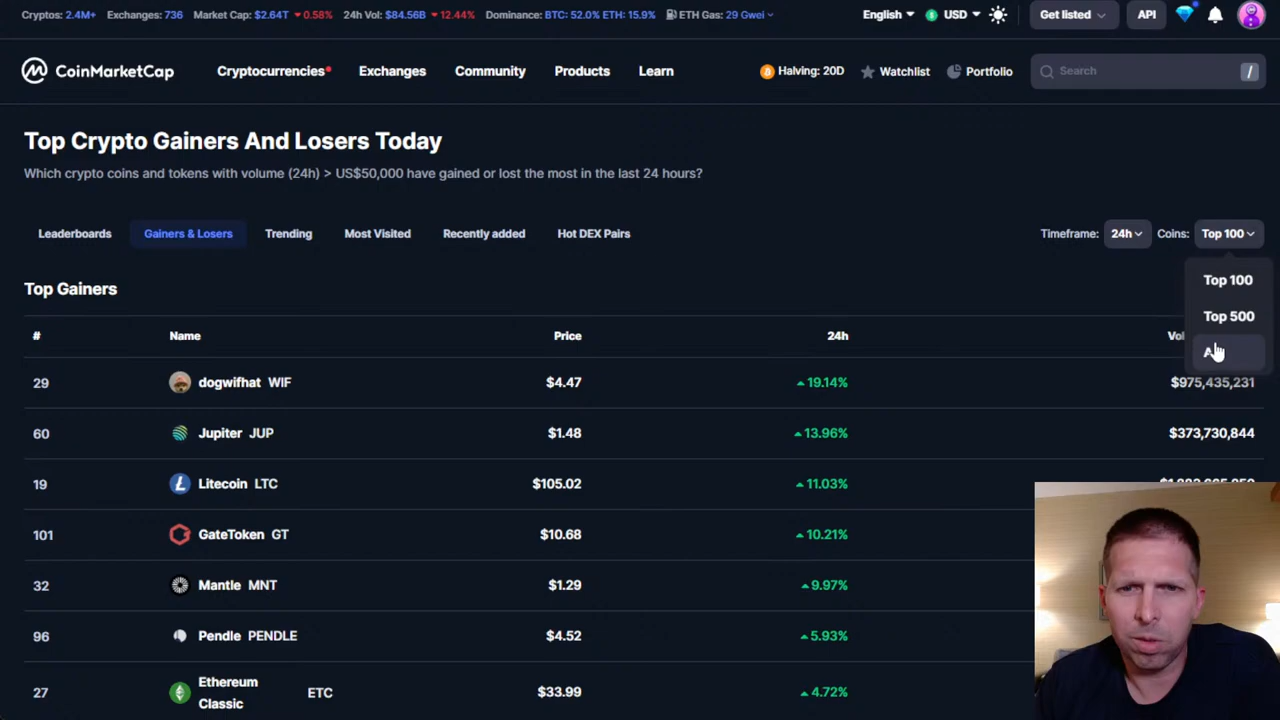 Cryptos: 2.4M+ Exchanges: 736 Market Cap: $2.64T 0.58% 24h Vol: $84.56B 12.44% Dominance: BTC: 52.0% ETH: 15.9% ETH Gas: 29 Gwei English USD Get listed API
CoinMarketCap Cryptocurrencies Exchanges Community Products Learn Halving: 20D Watchlist Portfolio Search /
Top Crypto Gainers And Losers Today
Which crypto coins and tokens with volume (24h) > US$50,000 have gained or lost the most in the last 24 hours?
Leaderboards Gainers & Losers Trending Most Visited Recently added Hot DEX Pairs Timeframe: 24h Coins: Top 100
Top 100
Top 500
Top Gainers
# Name Price 24h
29 dogwifhat WIF $4.47 19.14% $975,435,231
60 Jupiter JUP $1.48 13.96% $373,730,844
19 Litecoin LTC $105.02 11.03%
101 GateToken GT $10.68 10.21%
32 Mantle MNT $1.29 9.97%
96 Pendle PENDLE $4.52 5.93%
27 Ethereum Classic ETC $33.99 4.72%